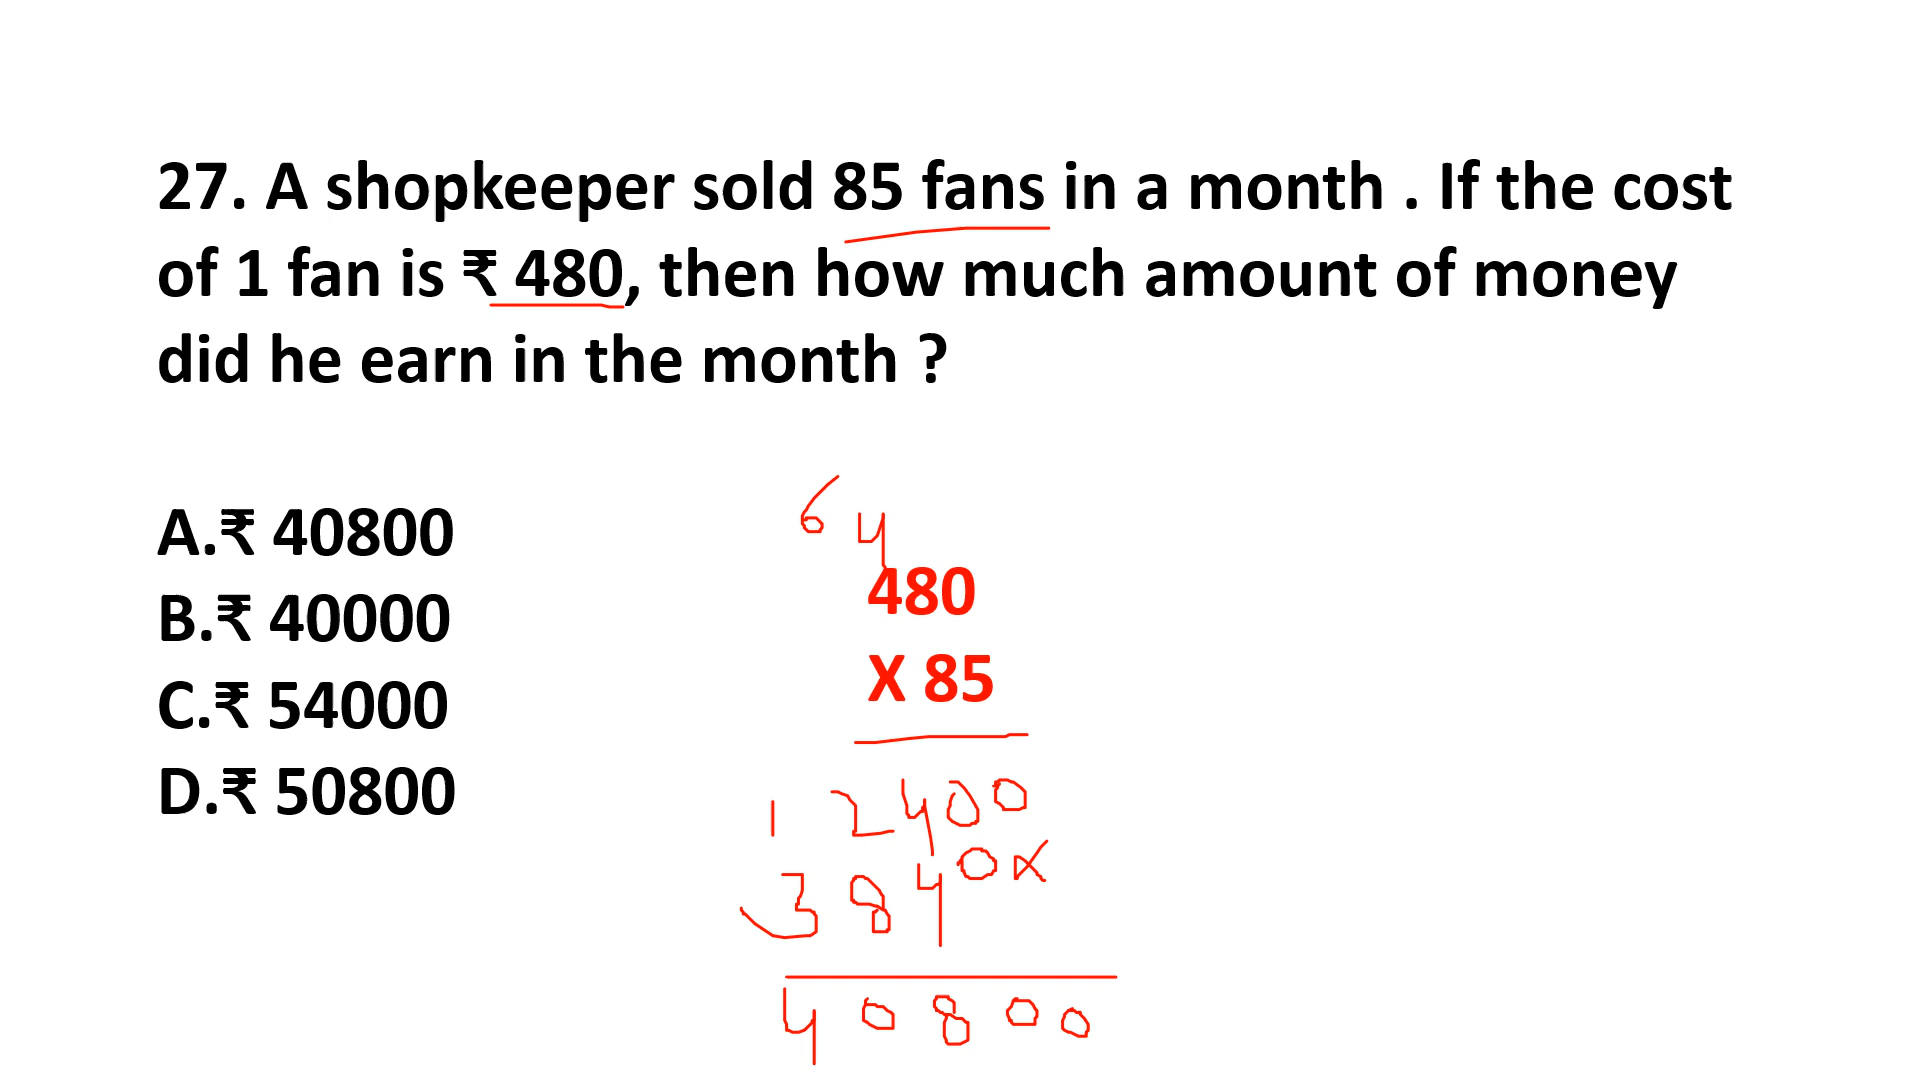 27. A shopkeeper sold 85 fans in a month . If the cost
of 1 fan is ₹ 480, then how much amount of money
did he earn in the month ?
A.₹ 40800
B.₹ 40000
C.₹ 54000
D.₹ 50800
6 4
480
X 85
1 2400
3840x
40800